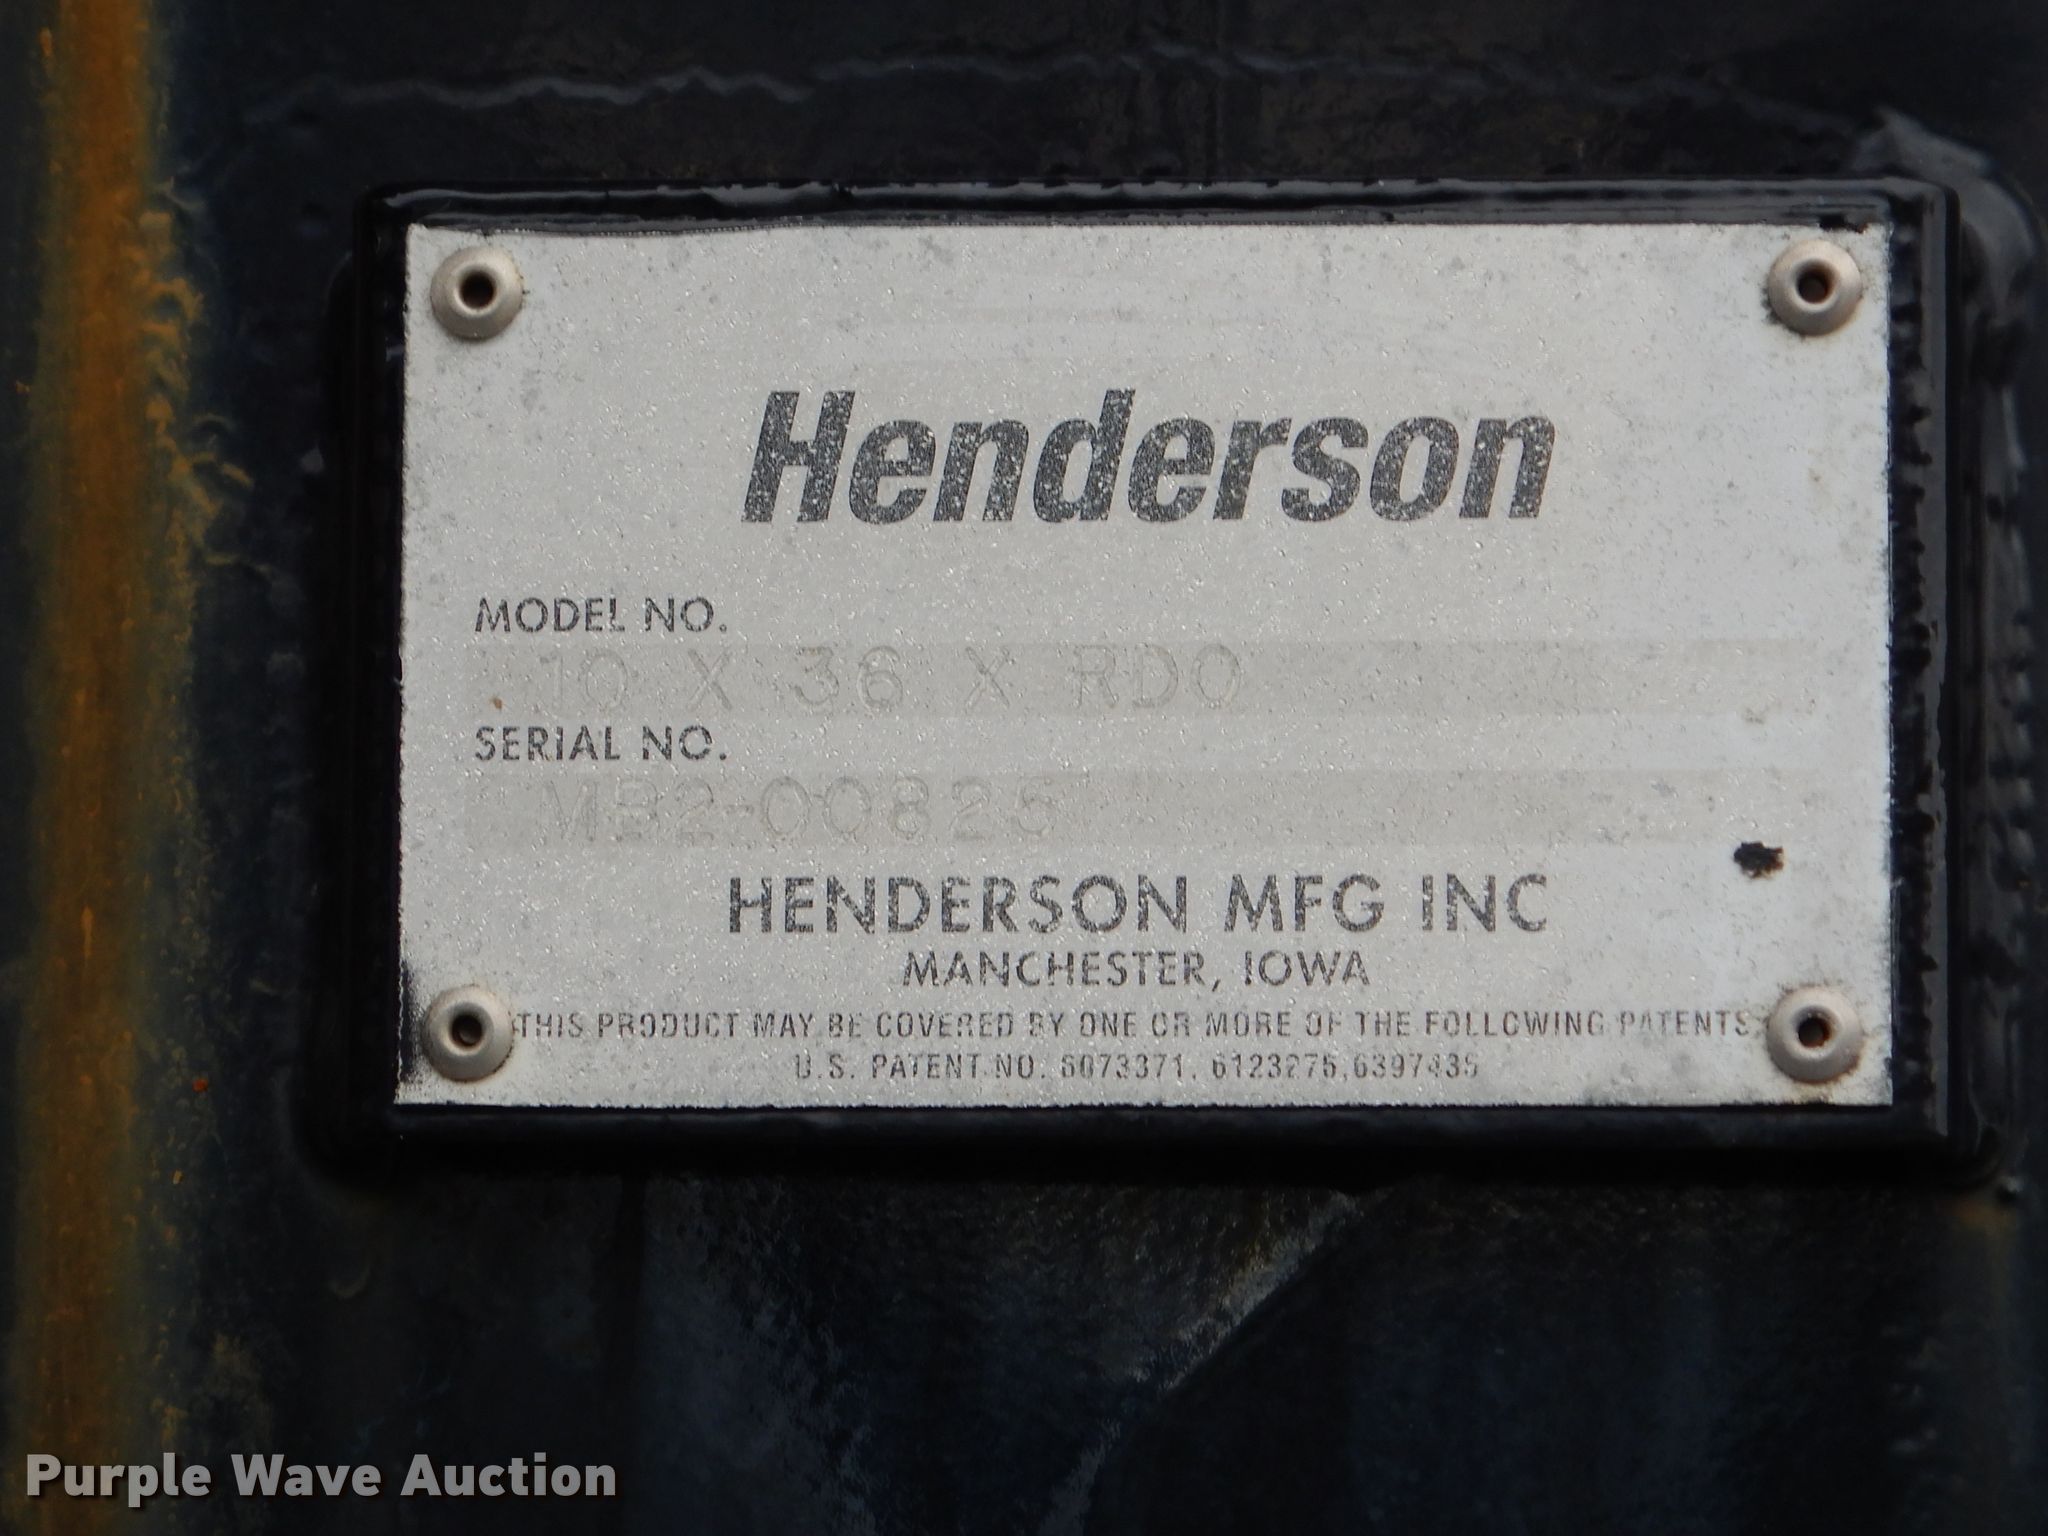 Henderson
MODEL NO.
10 X 36 X RDO
SERIAL NO.
MB2-00825
HENDERSON MFG INC
MANCHESTER, IOWA
THIS PRODUCT MAY BE COVERED BY ONE OR MORE OF THE FOLLOWING PATENTS
U.S. PATENT NO. 6073371, 6123276,6397435
Purple Wave Auction